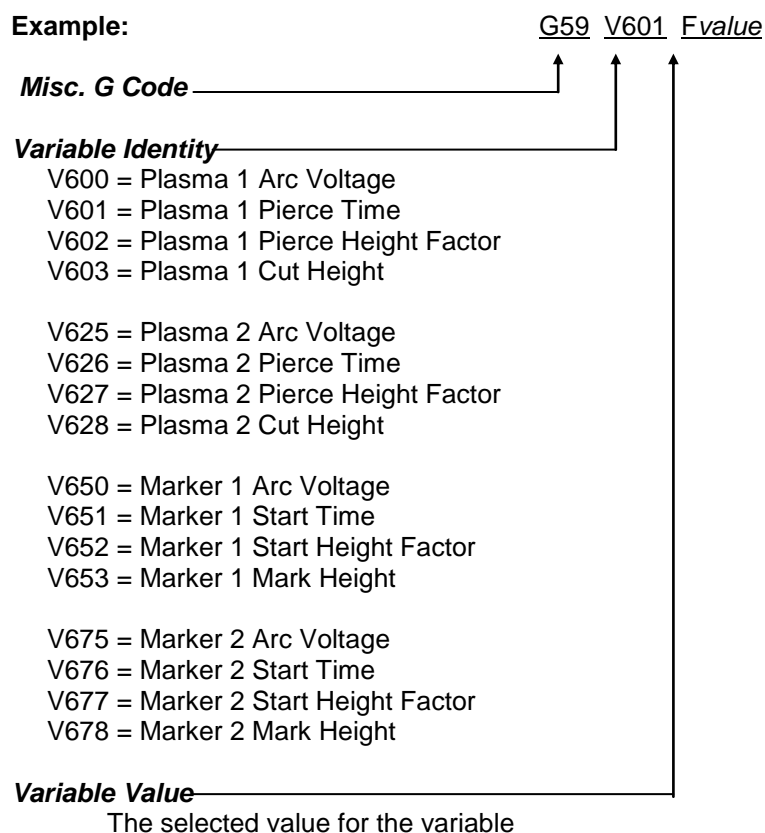 Example: G59 V601 Fvalue
Misc. G Code
Variable Identity
V600 = Plasma 1 Arc Voltage
V601 = Plasma 1 Pierce Time
V602 = Plasma 1 Pierce Height Factor
V603 = Plasma 1 Cut Height
V625 = Plasma 2 Arc Voltage
V626 = Plasma 2 Pierce Time
V627 = Plasma 2 Pierce Height Factor
V628 = Plasma 2 Cut Height
V650 = Marker 1 Arc Voltage
V651 = Marker 1 Start Time
V652 = Marker 1 Start Height Factor
V653 = Marker 1 Mark Height
V675 = Marker 2 Arc Voltage
V676 = Marker 2 Start Time
V677 = Marker 2 Start Height Factor
V678 = Marker 2 Mark Height
Variable Value
The selected value for the variable